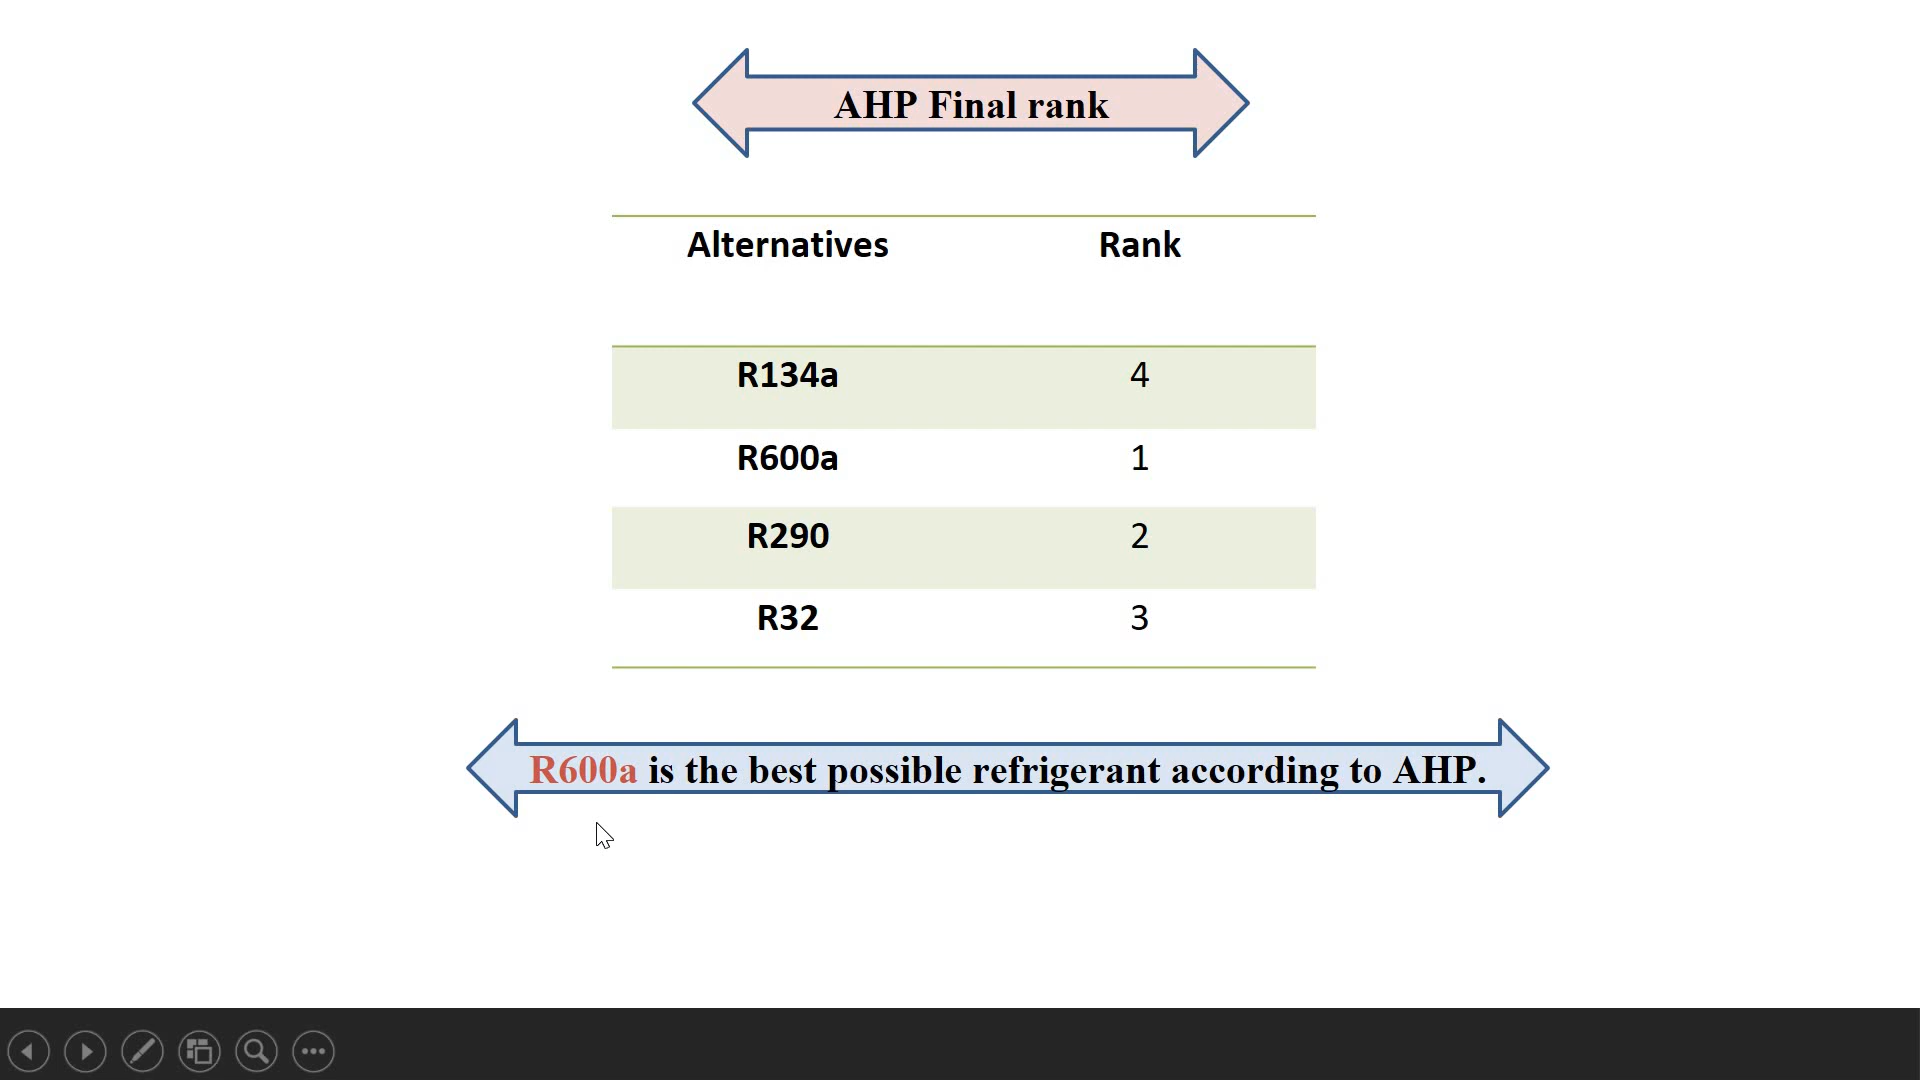 AHP Final rank
Alternatives Rank
R134a 4
R600a 1
R290 2
R32 3
R600a is the best possible refrigerant according to AHP.